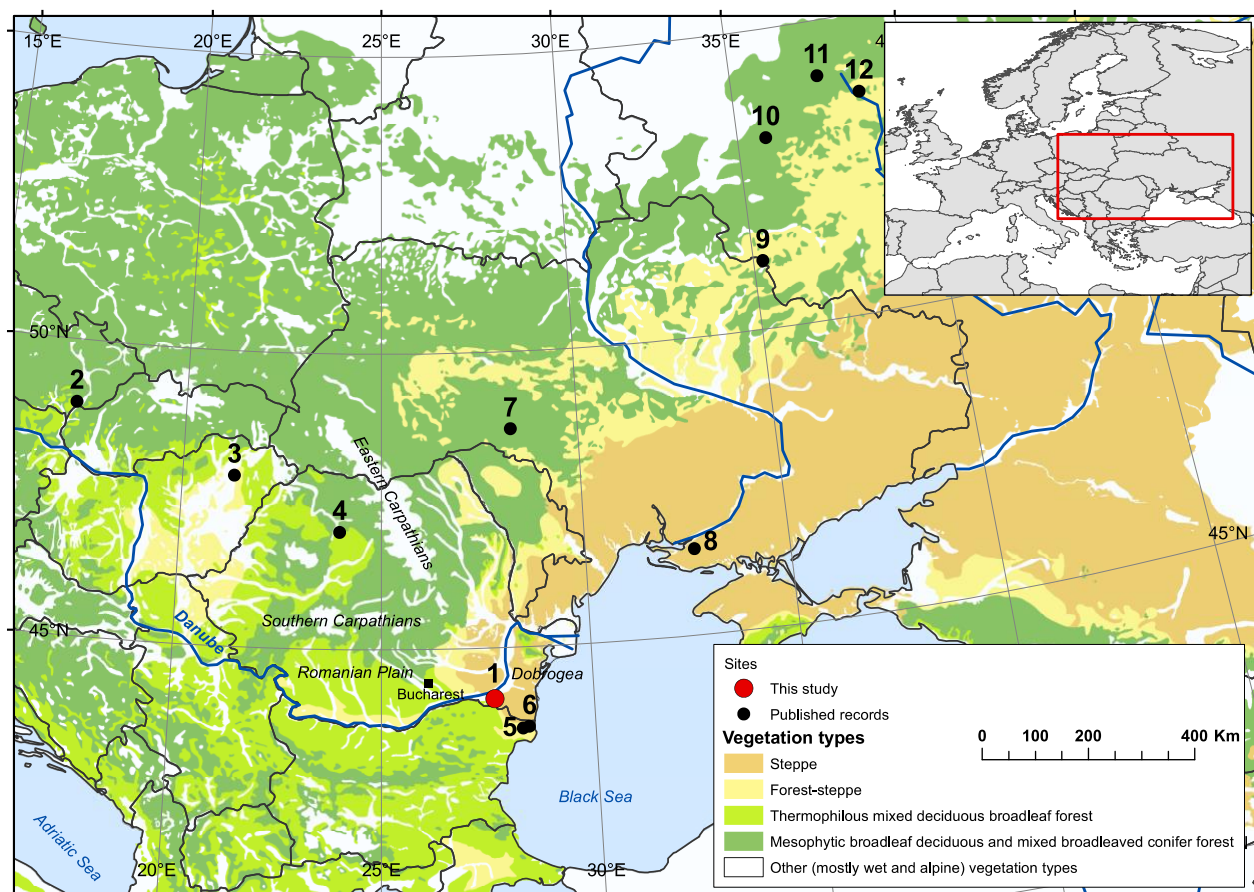 15°E
20°E
25°E
30°E
35°E
4
11
12
10
9
50°N
2
7
3
Eastern Carpathians
4
45°N
8
45°N
Southern Carpathians
Danube
Romanian Plain
1
Dobrogea
Bucharest
6
5
Black Sea
Adriatic Sea
20°E
25°E
30°E
Sites
This study
Published records
Vegetation types
0 100 200 400 Km
Steppe
Forest-steppe
Thermophilous mixed deciduous broadleaf forest
Mesophytic broadleaf deciduous and mixed broadleaved conifer forest
Other (mostly wet and alpine) vegetation types